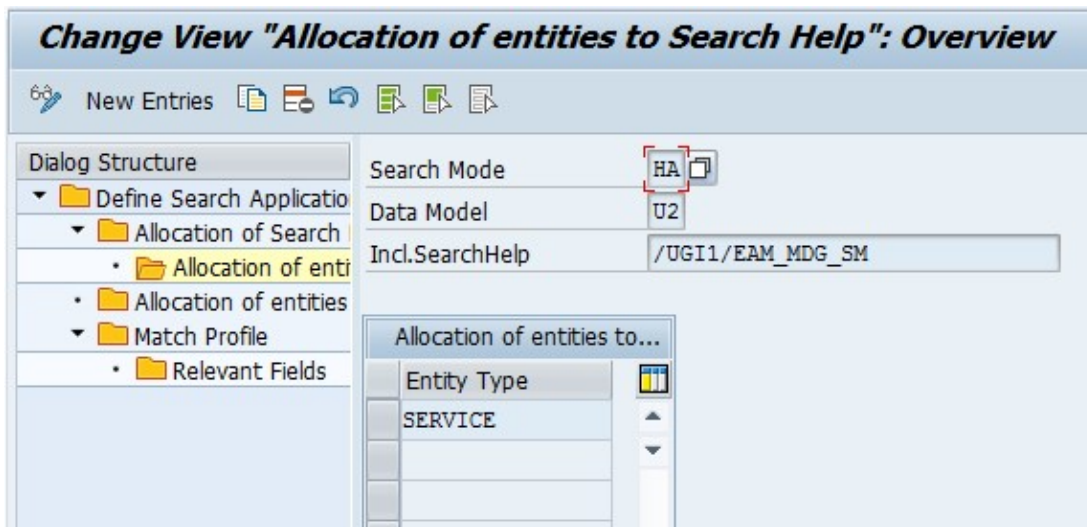 Change View "Allocation of entities to Search Help": Overview
New Entries
Dialog Structure
Define Search Applicatio
Allocation of Search
Allocation of enti
Allocation of entities
Match Profile
Relevant Fields
Search Mode HA
Data Model U2
Incl.SearchHelp /UGI1/EAM_MDG_SM
Allocation of entities to...
Entity Type
SERVICE